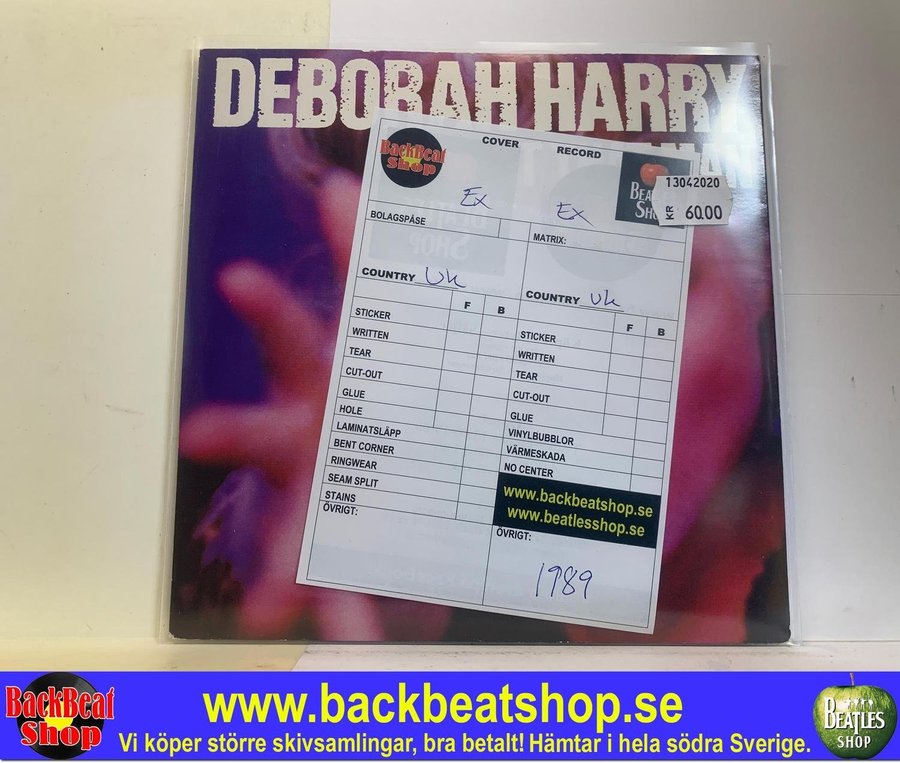 DEBORAH HARRY
BackBeat
Shop
COVER
RECORD
Ex
Ex
13042020
KR 60.00
BOLAGSPÅSE
MATRIX:
COUNTRY UK
COUNTRY UK
F B
F B
STICKER
WRITTEN
TEAR
CUT-OUT
GLUE
HOLE
LAMINATSLÄPP
BENT CORNER
RINGWEAR
SEAM SPLIT
STAINS
ÖVRIGT:
STICKER
WRITTEN
TEAR
CUT-OUT
GLUE
VINYLBUBBLOR
VÄRMESKADA
NO CENTER
www.backbeatshop.se
www.beatlesshop.se
ÖVRIGT:
1989
BackBeat
Shop
www.backbeatshop.se
Vi köper större skivsamlingar, bra betalt! Hämtar i hela södra Sverige.
BEATLES
SHOP